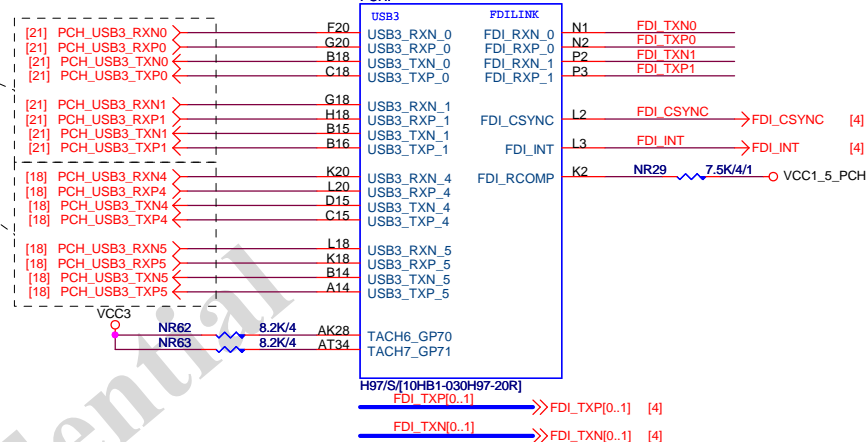 USB3 FDILINK
[21] PCH_USB3_RXN0 F20 USB3_RXN_0 FDI_RXN_0 N1 FDI_TXN0
[21] PCH_USB3_RXP0 G20 USB3_RXP_0 FDI_RXP_0 N2 FDI_TXP0
[21] PCH_USB3_TXN0 B18 USB3_TXN_0 FDI_RXN_1 P2 FDI_TXN1
[21] PCH_USB3_TXP0 C18 USB3_TXP_0 FDI_RXP_1 P3 FDI_TXP1
[21] PCH_USB3_RXN1 G18 USB3_RXN_1
[21] PCH_USB3_RXP1 H18 USB3_RXP_1 FDI_CSYNC L2 FDI_CSYNC FDI_CSYNC [4]
[21] PCH_USB3_TXN1 B15 USB3_TXN_1
[21] PCH_USB3_TXP1 B16 USB3_TXP_1 FDI_INT L3 FDI_INT FDI_INT [4]
[18] PCH_USB3_RXN4 K20 USB3_RXN_4 FDI_RCOMP K2 NR29 7.5K/4/1 VCC1_5_PCH
[18] PCH_USB3_RXP4 L20 USB3_RXP_4
[18] PCH_USB3_TXN4 D15 USB3_TXN_4
[18] PCH_USB3_TXP4 C15 USB3_TXP_4
[18] PCH_USB3_RXN5 L18 USB3_RXN_5
[18] PCH_USB3_RXP5 K18 USB3_RXP_5
[18] PCH_USB3_TXN5 B14 USB3_TXN_5
[18] PCH_USB3_TXP5 A14 USB3_TXP_5
VCC3
NR62 8.2K/4 AK28 TACH6_GP70
NR63 8.2K/4 AT34 TACH7_GP71
H97/S/[10HB1-030H97-20R]
FDI_TXP[0..1] FDI_TXP[0..1] [4]
FDI_TXN[0..1] FDI_TXN[0..1] [4]
dential